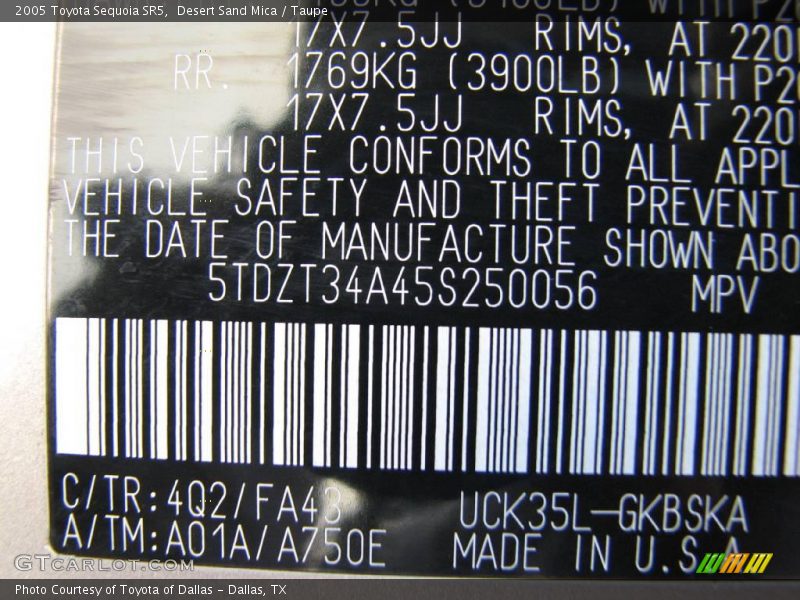 2005 Toyota Sequoia SR5, Desert Sand Mica / Taupe
17X7.5JJ RIMS, AT 220
RR. 1769KG (3900LB) WITH P2
17X7.5JJ RIMS, AT 220
THIS VEHICLE CONFORMS TO ALL APPL
VEHICLE SAFETY AND THEFT PREVENTI
THE DATE OF MANUFACTURE SHOWN ABO
5TDZT34A45S250056 MPV
C/TR:4Q2/FA43 UCK35L-GKBSKA
A/TM:A01A/A750E MADE IN U.S.A
GTcarlot.com
Photo Courtesy of Toyota of Dallas - Dallas, TX